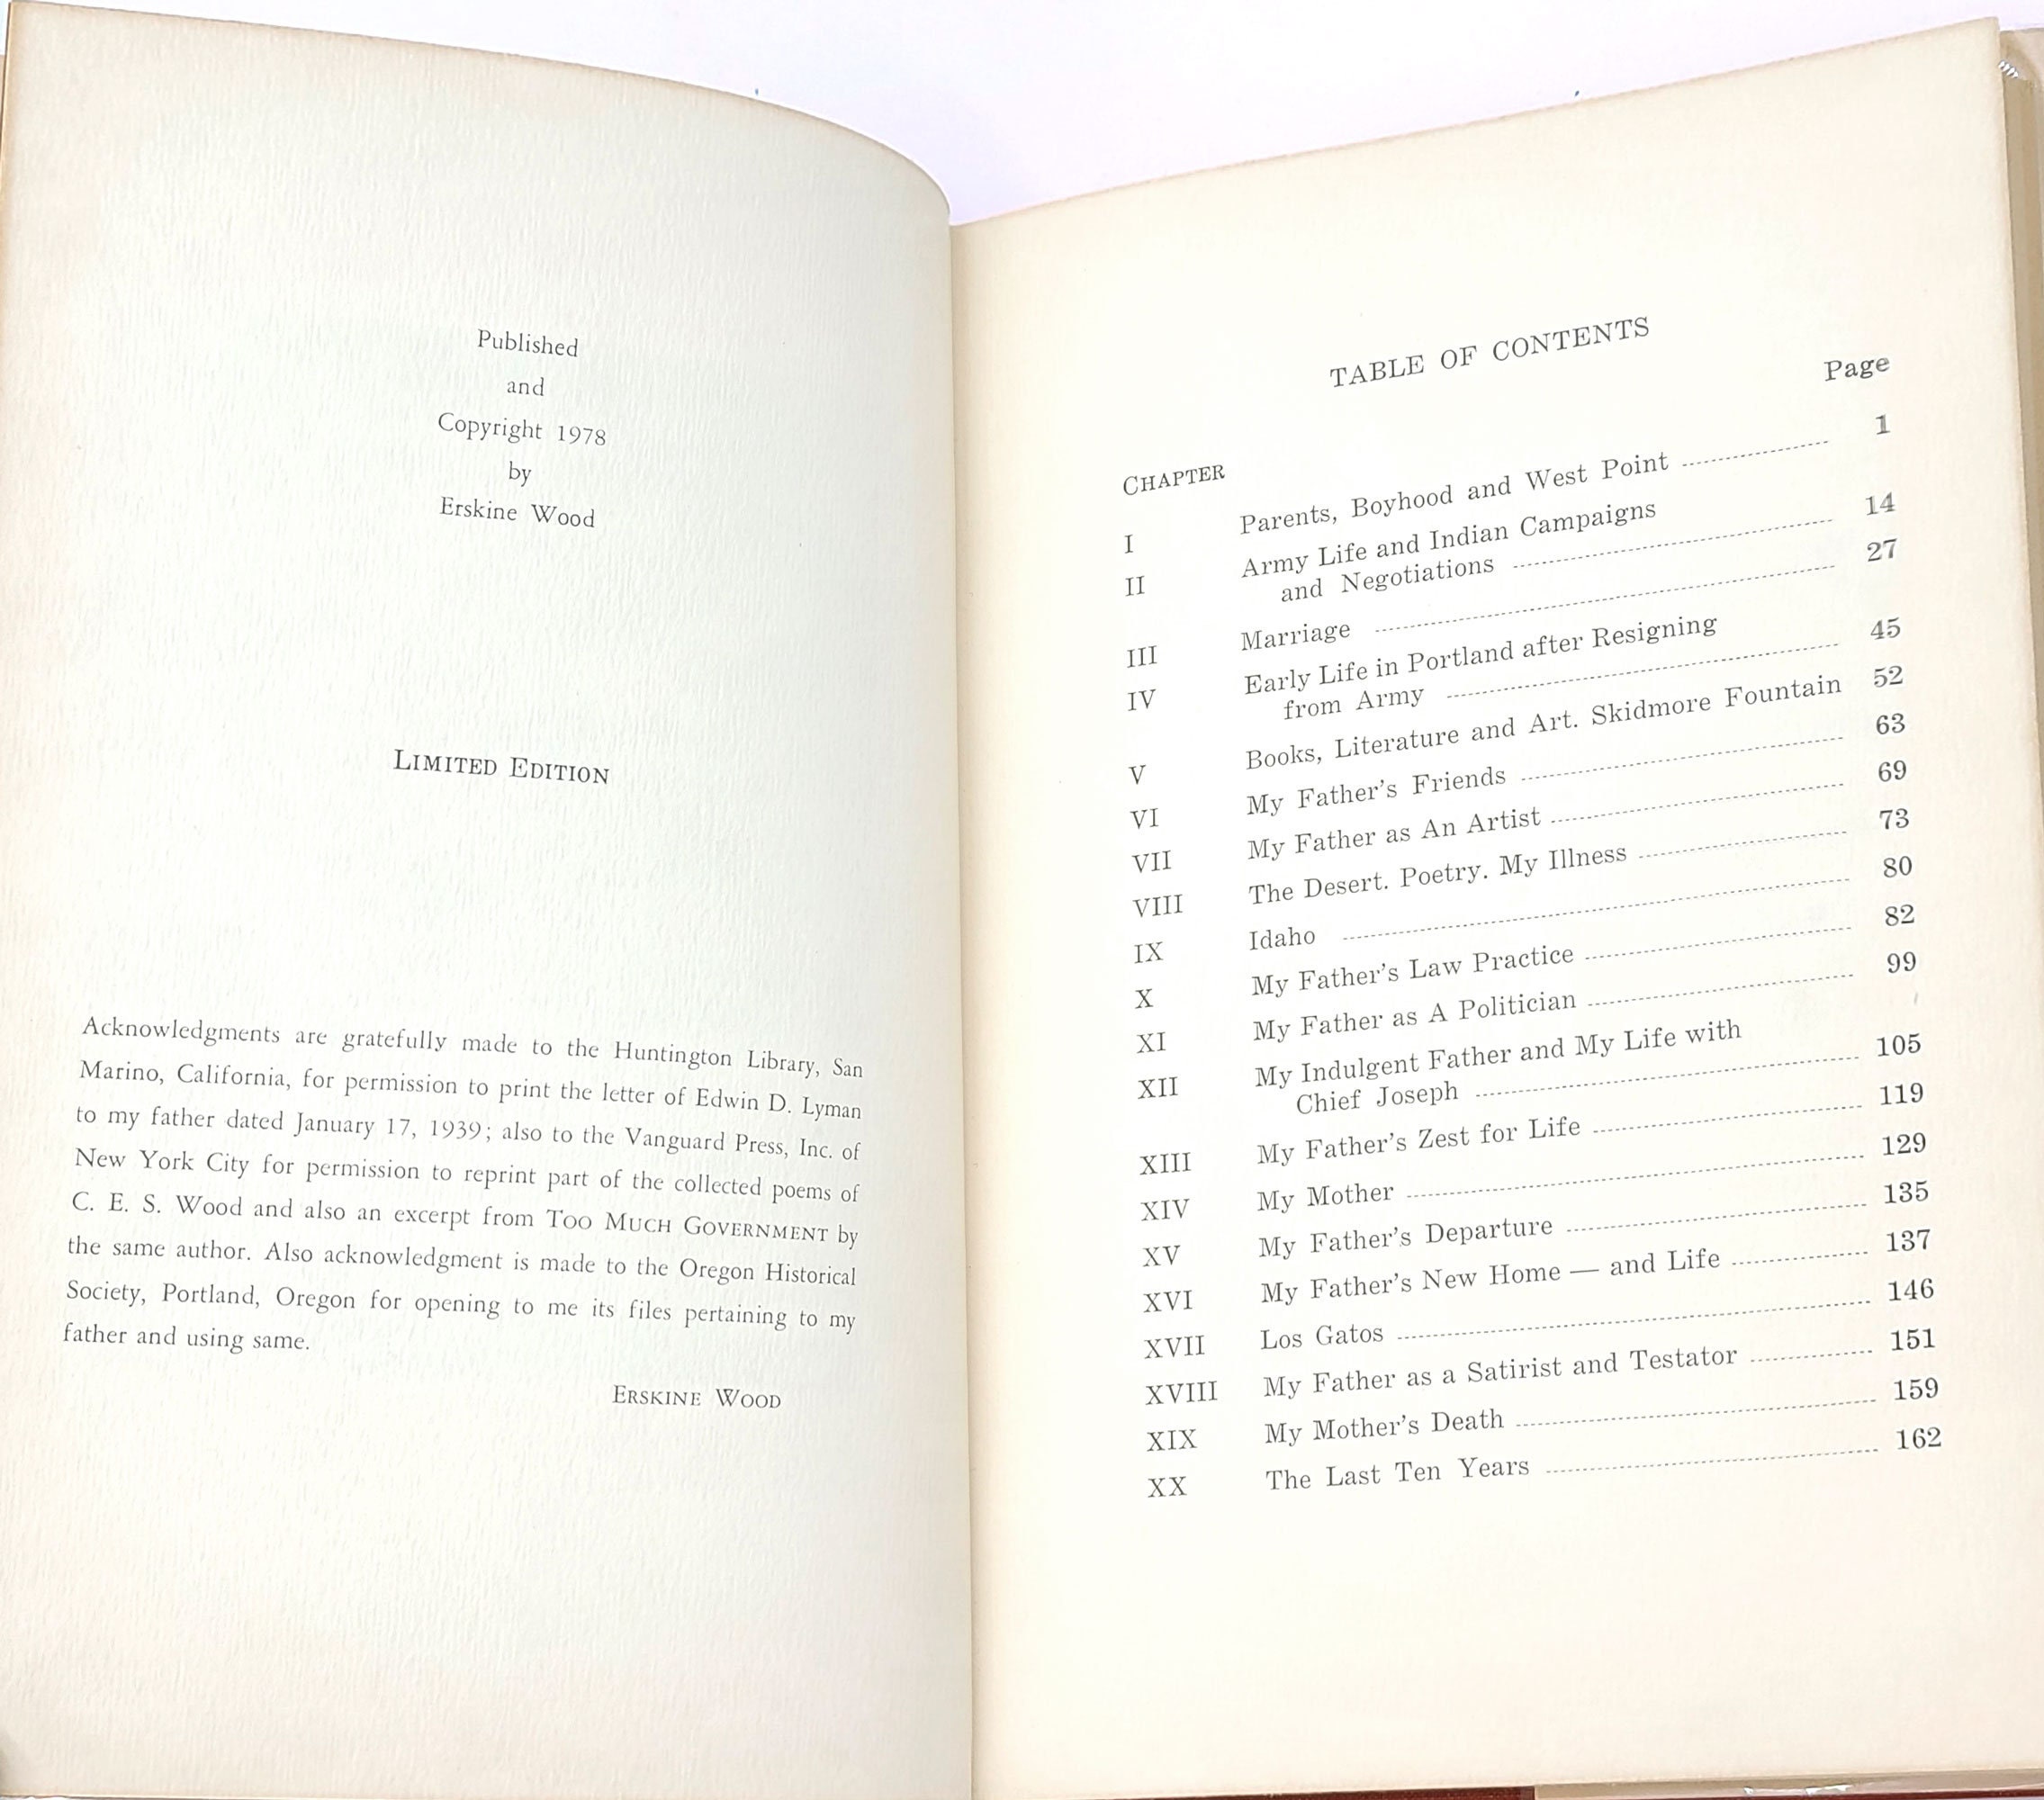 Published
and
Copyright 1978
by
Erskine Wood
LIMITED EDITION
Acknowledgments are gratefully made to the Huntington Library, San
Marino, California, for permission to print the letter of Edwin D. Lyman
to my father dated January 17, 1939; also to the Vanguard Press, Inc. of
New York City for permission to reprint part of the collected poems of
C. E. S. Wood and also an excerpt from TOO MUCH GOVERNMENT by
the same author. Also acknowledgment is made to the Oregon Historical
Society, Portland, Oregon for opening to me its files pertaining to my
father and using same.
ERSKINE WOOD
TABLE OF CONTENTS
Page
CHAPTER
I Parents, Boyhood and West Point 1
II Army Life and Indian Campaigns
and Negotiations 14
III Marriage 27
IV Early Life in Portland after Resigning
from Army 45
V Books, Literature and Art. Skidmore Fountain 52
VI My Father's Friends 63
VII My Father as An Artist 69
VIII The Desert. Poetry. My Illness 73
IX Idaho 80
X My Father's Law Practice 82
XI My Father as A Politician 99
XII My Indulgent Father and My Life with
Chief Joseph 105
XIII My Father's Zest for Life 119
XIV My Mother 129
XV My Father's Departure 135
XVI My Father's New Home — and Life 137
XVII Los Gatos 146
XVIII My Father as a Satirist and Testator 151
XIX My Mother's Death 159
XX The Last Ten Years 162